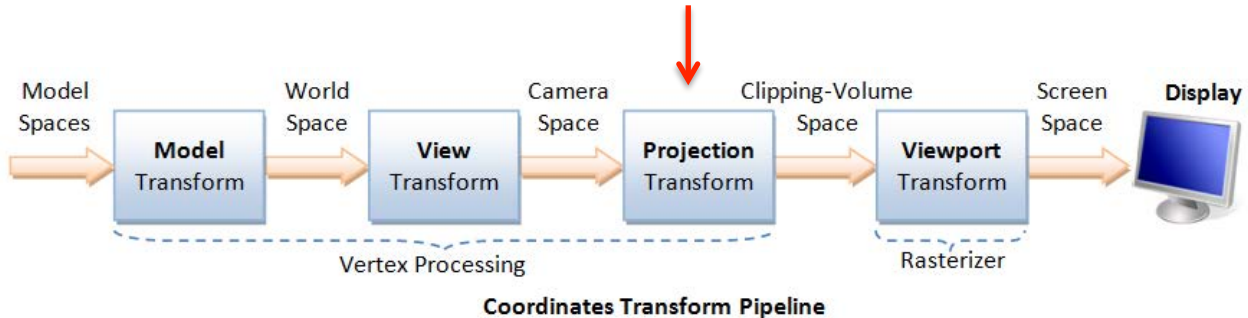 Model
Spaces
World
Space
Camera
Space
Clipping-Volume
Space
Screen
Space
Display
Model
Transform
View
Transform
Projection
Transform
Viewport
Transform
Vertex Processing
Rasterizer
Coordinates Transform Pipeline